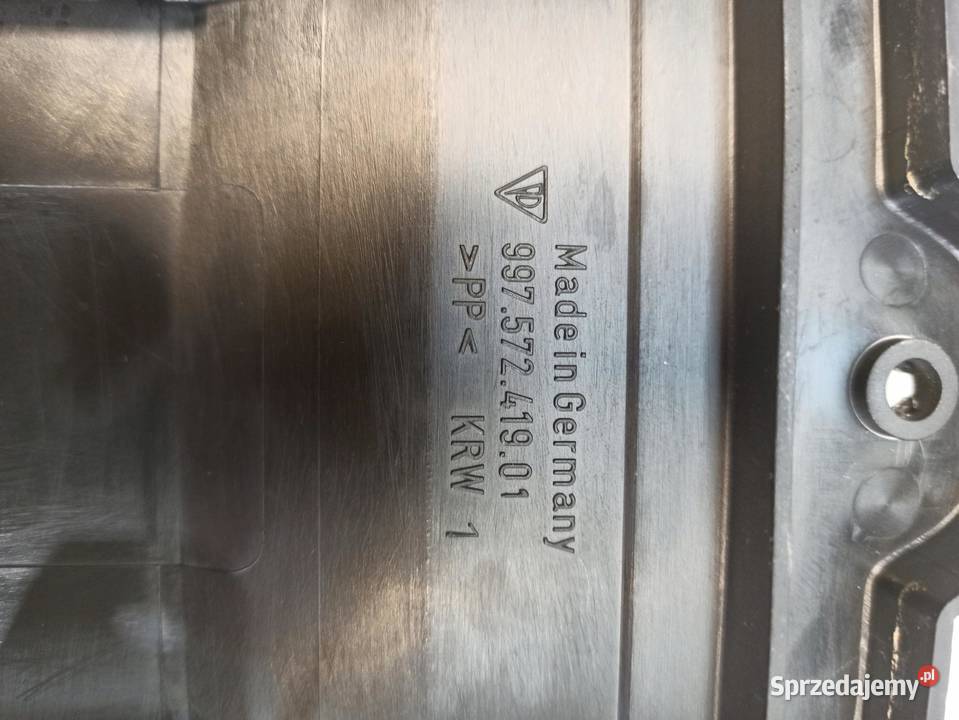 Made in Germany
997.572.419.01
>PP< KRW 1
Sprzedajemy.pl